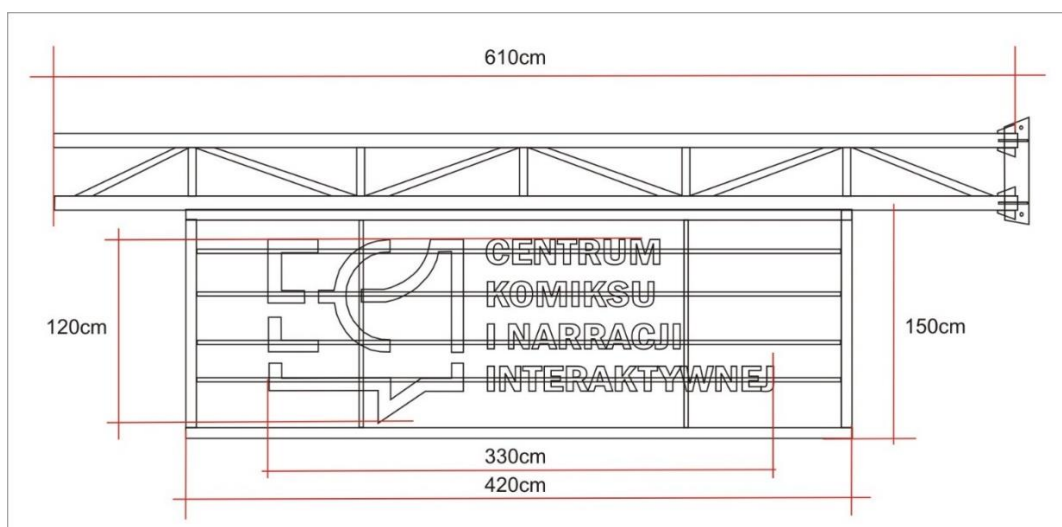 610cm
CENTRUM
KOMIKSU
I NARRACJI
INTERAKTYWNEJ
120cm
150cm
330cm
420cm